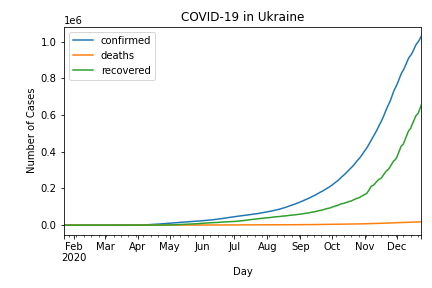 COVID-19 in Ukraine
1e6
confirmed
deaths
recovered
1.0
0.8
0.6
0.4
0.2
0.0
Number of Cases
Feb Mar Apr May Jun Jul Aug Sep Oct Nov Dec
2020
Day